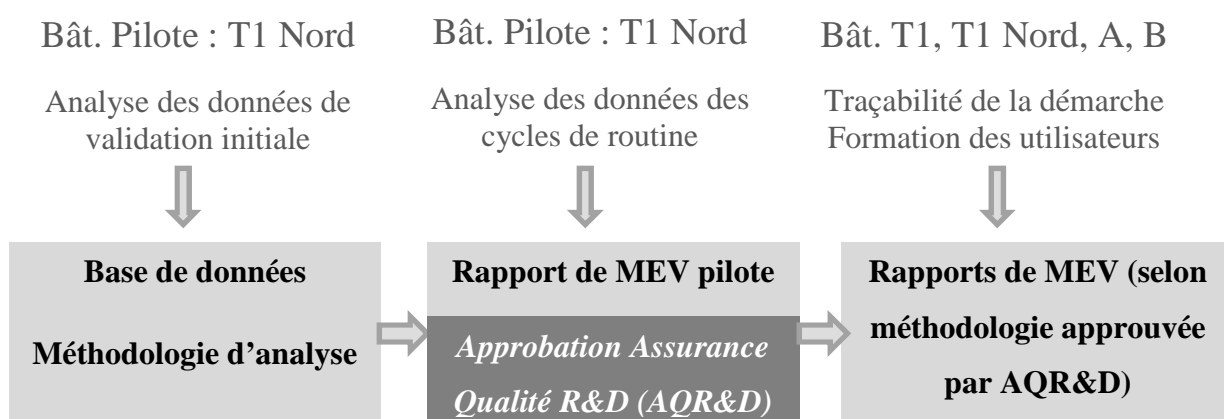 Bât. Pilote : T1 Nord
Analyse des données de
validation initiale
Base de données
Méthodologie d’analyse
Bât. Pilote : T1 Nord
Analyse des données des
cycles de routine
Rapport de MEV pilote
Approbation Assurance
Qualité R&D (AQR&D)
Bât. T1, T1 Nord, A, B
Traçabilité de la démarche
Formation des utilisateurs
Rapports de MEV (selon
méthodologie approuvée
par AQR&D)